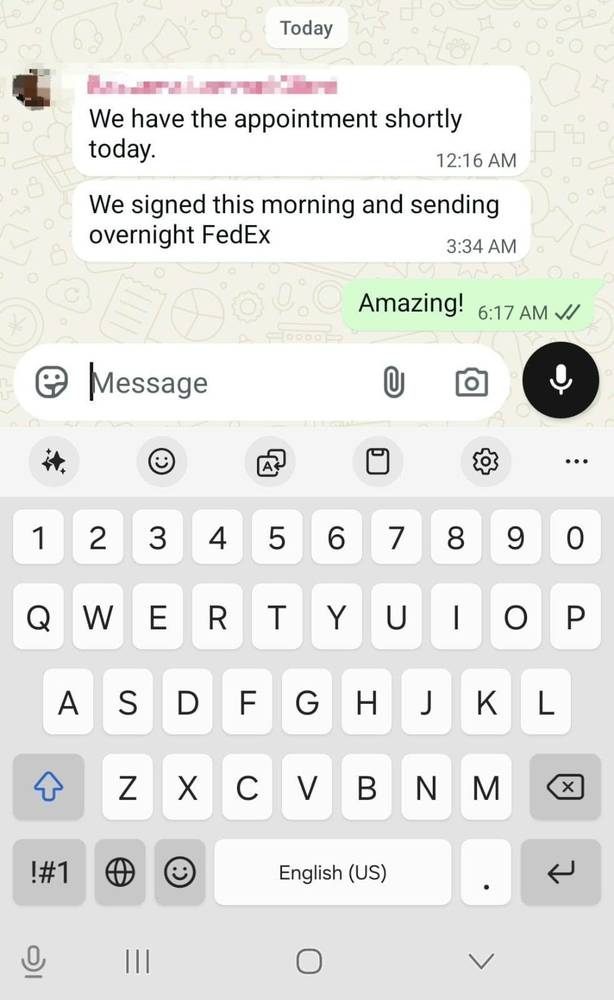 Today
We have the appointment shortly
today.
12:16 AM
We signed this morning and sending
overnight FedEx
3:34 AM
Amazing! 6:17 AM
Message
1 2 3 4 5 6 7 8 9 0
Q W E R T Y U I O P
A S D F G H J K L
Z X C V B N M
!#1 English (US) .